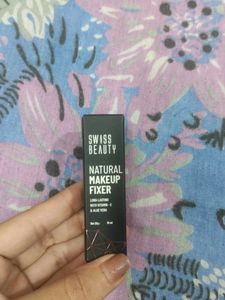 SWISS
BEAUTY
NATURAL
MAKEUP
FIXER
LONG-LASTING
WITH VITAMIN - E
& ALOE VERA